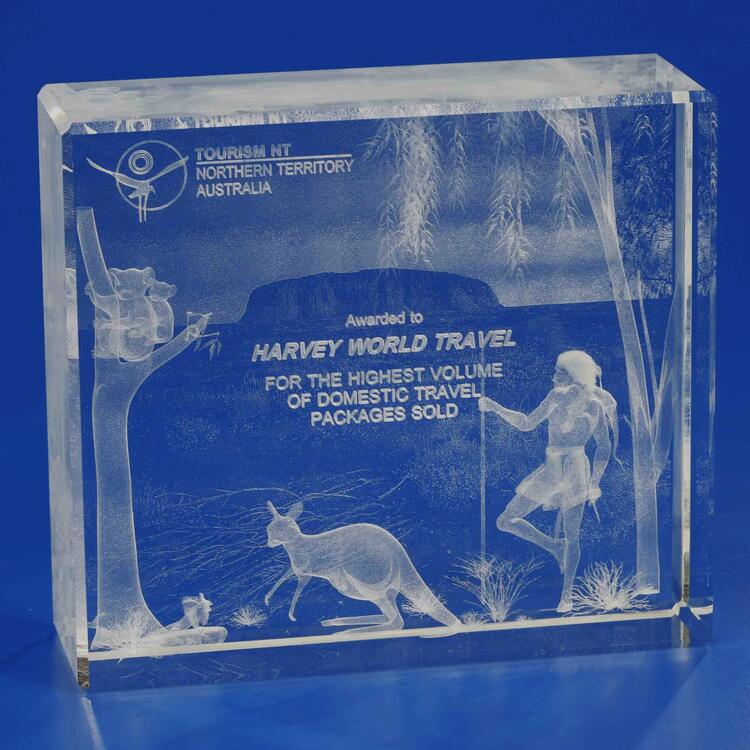 TOURISM NT
NORTHERN TERRITORY
AUSTRALIA
Awarded to
HARVEY WORLD TRAVEL
FOR THE HIGHEST VOLUME
OF DOMESTIC TRAVEL
PACKAGES SOLD